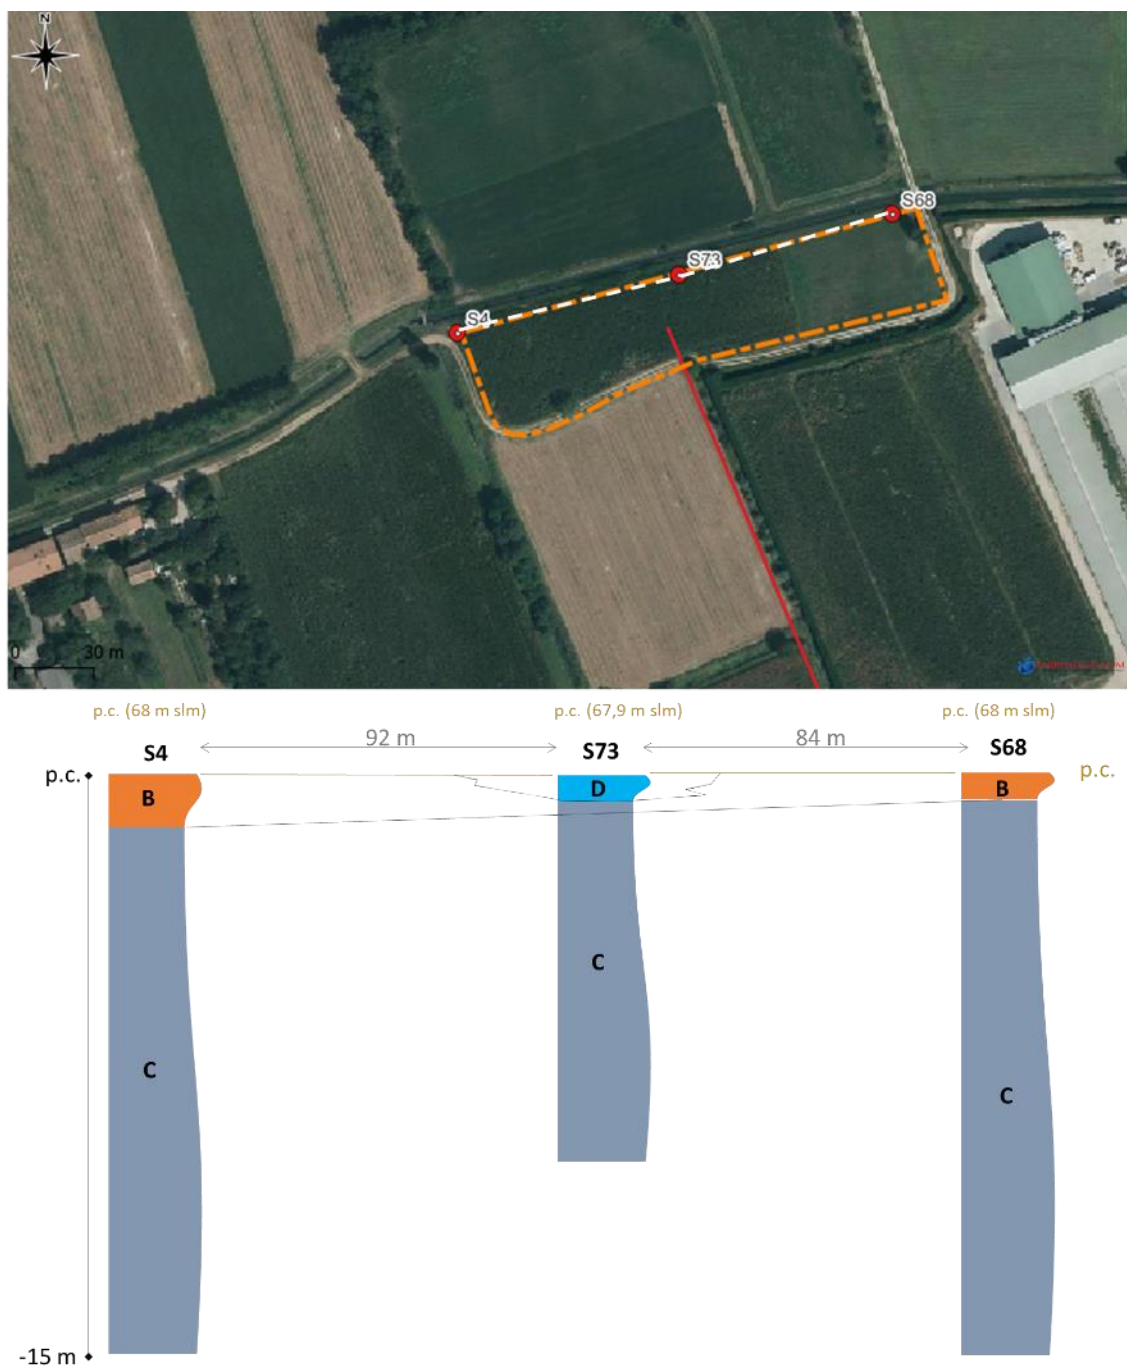 N
S68
S73
S4
0 30 m
p.c. (68 m slm) p.c. (67,9 m slm) p.c. (68 m slm)
S4 92 m S73 84 m S68
p.c. p.c.
B D B
C
C
C
-15 m